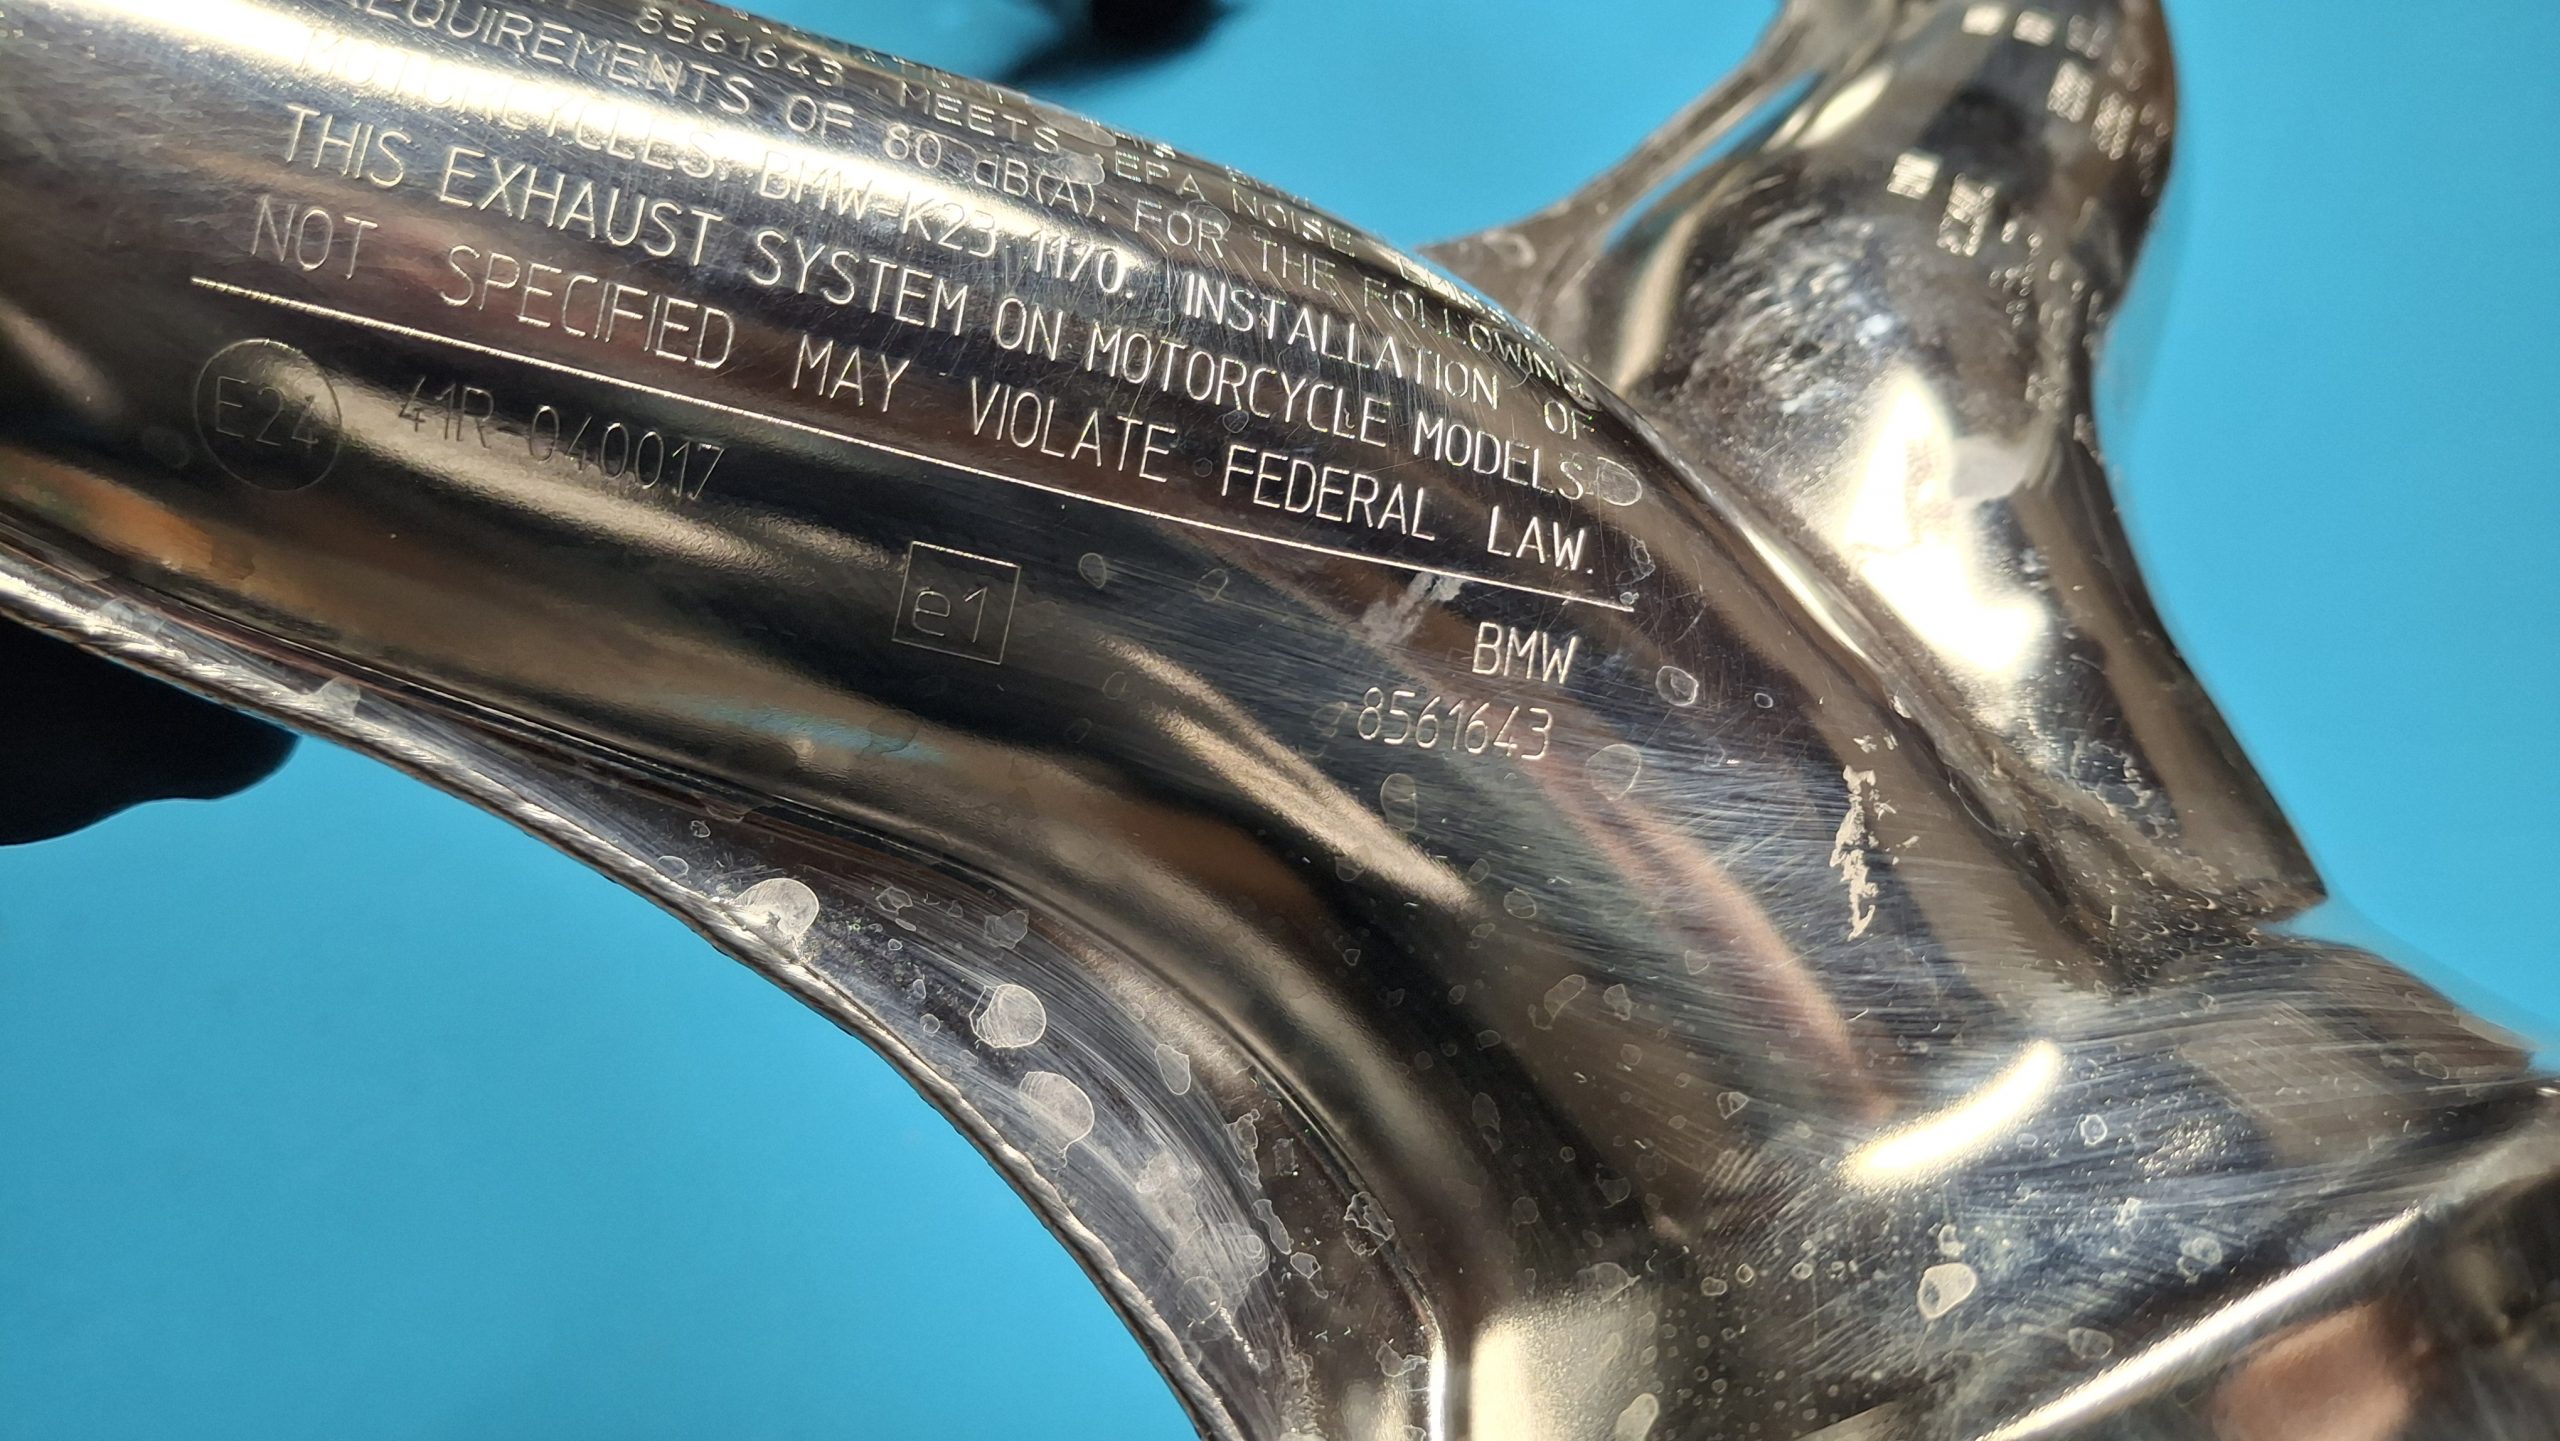 8561643 MEETS EPA NOISE
REQUIREMENTS OF 80 dB(A). FOR THE FOLLOWING
MOTORCYCLES, BMW-K23 1170. INSTALLATION OF
THIS EXHAUST SYSTEM ON MOTORCYCLE MODELS
NOT SPECIFIED MAY VIOLATE FEDERAL LAW.
E24 41R-040017
e1
BMW
8561643